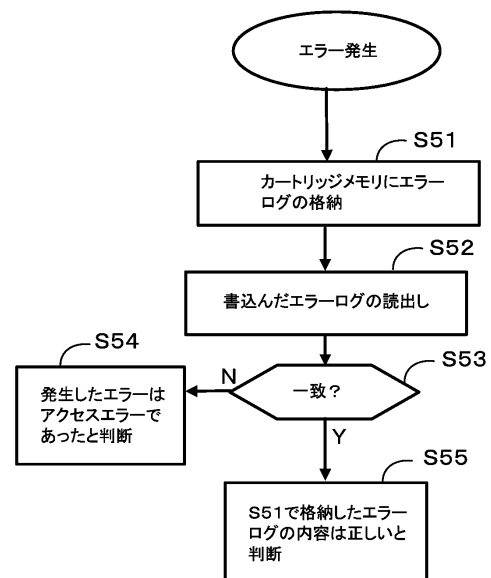 エラー発生
S51
カートリッジメモリにエラー
ログの格納
S52
書込んだエラーログの読出し
S53
一致？
N
S54
発生したエラーは
アクセスエラーで
あったと判断
Y
S55
S51で格納したエラー
ログの内容は正しいと
判断